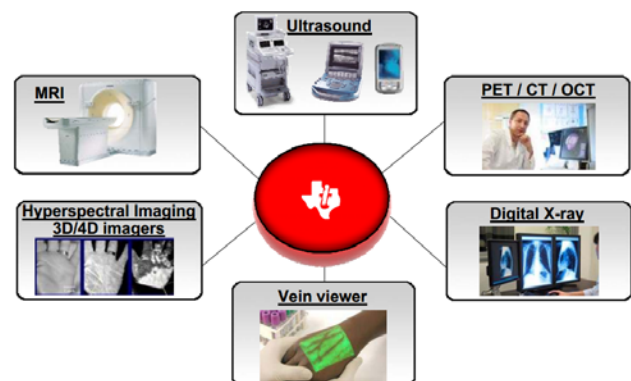 Ultrasound
MRI
PET / CT / OCT
Hyperspectral Imaging
3D/4D imagers
Digital X-ray
Vein viewer